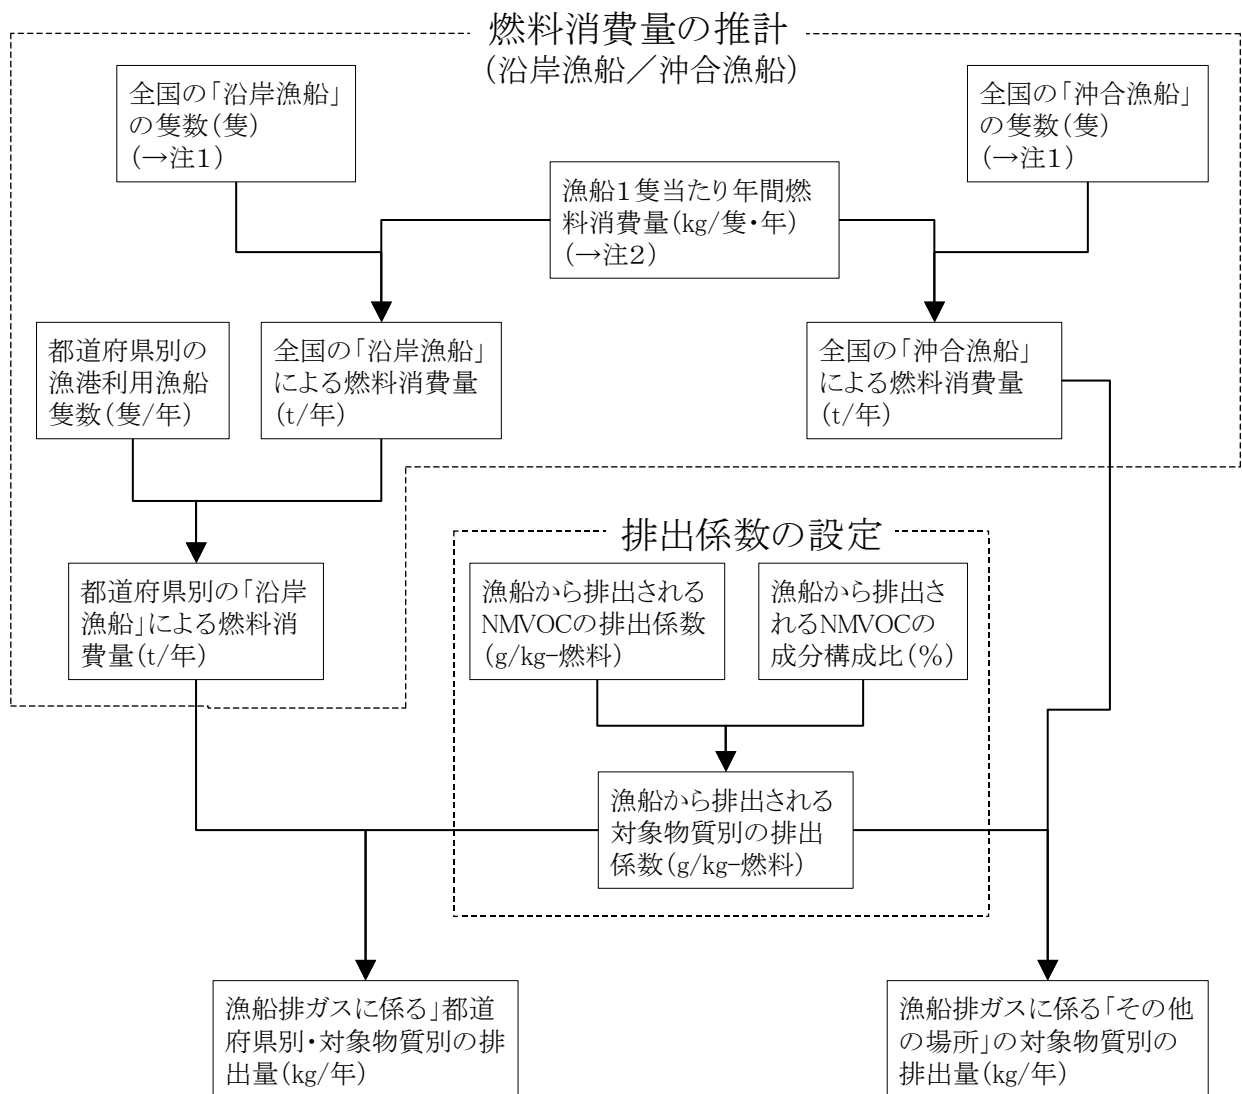 燃料消費量の推計
(沿岸漁船／沖合漁船)
全国の「沿岸漁船」
の隻数(隻)
(→注１)
全国の「沖合漁船」
の隻数(隻)
(→注１)
漁船１隻当たり年間燃
料消費量(kg/隻・年)
(→注２)
都道府県別の
漁港利用漁船
隻数(隻/年)
全国の「沿岸漁船」
による燃料消費量
(t/年)
全国の「沖合漁船」
による燃料消費量
(t/年)
排出係数の設定
都道府県別の「沿岸
漁船」による燃料消
費量(t/年)
漁船から排出される
NMVOCの排出係数
(g/kg-燃料)
漁船から排出さ
れるNMVOCの
成分構成比(％)
漁船から排出される
対象物質別の排出
係数(g/kg-燃料)
漁船排ガスに係る」都道
府県別・対象物質別の排
出量(kg/年)
漁船排ガスに係る「その他
の場所」の対象物質別の
排出量(kg/年)